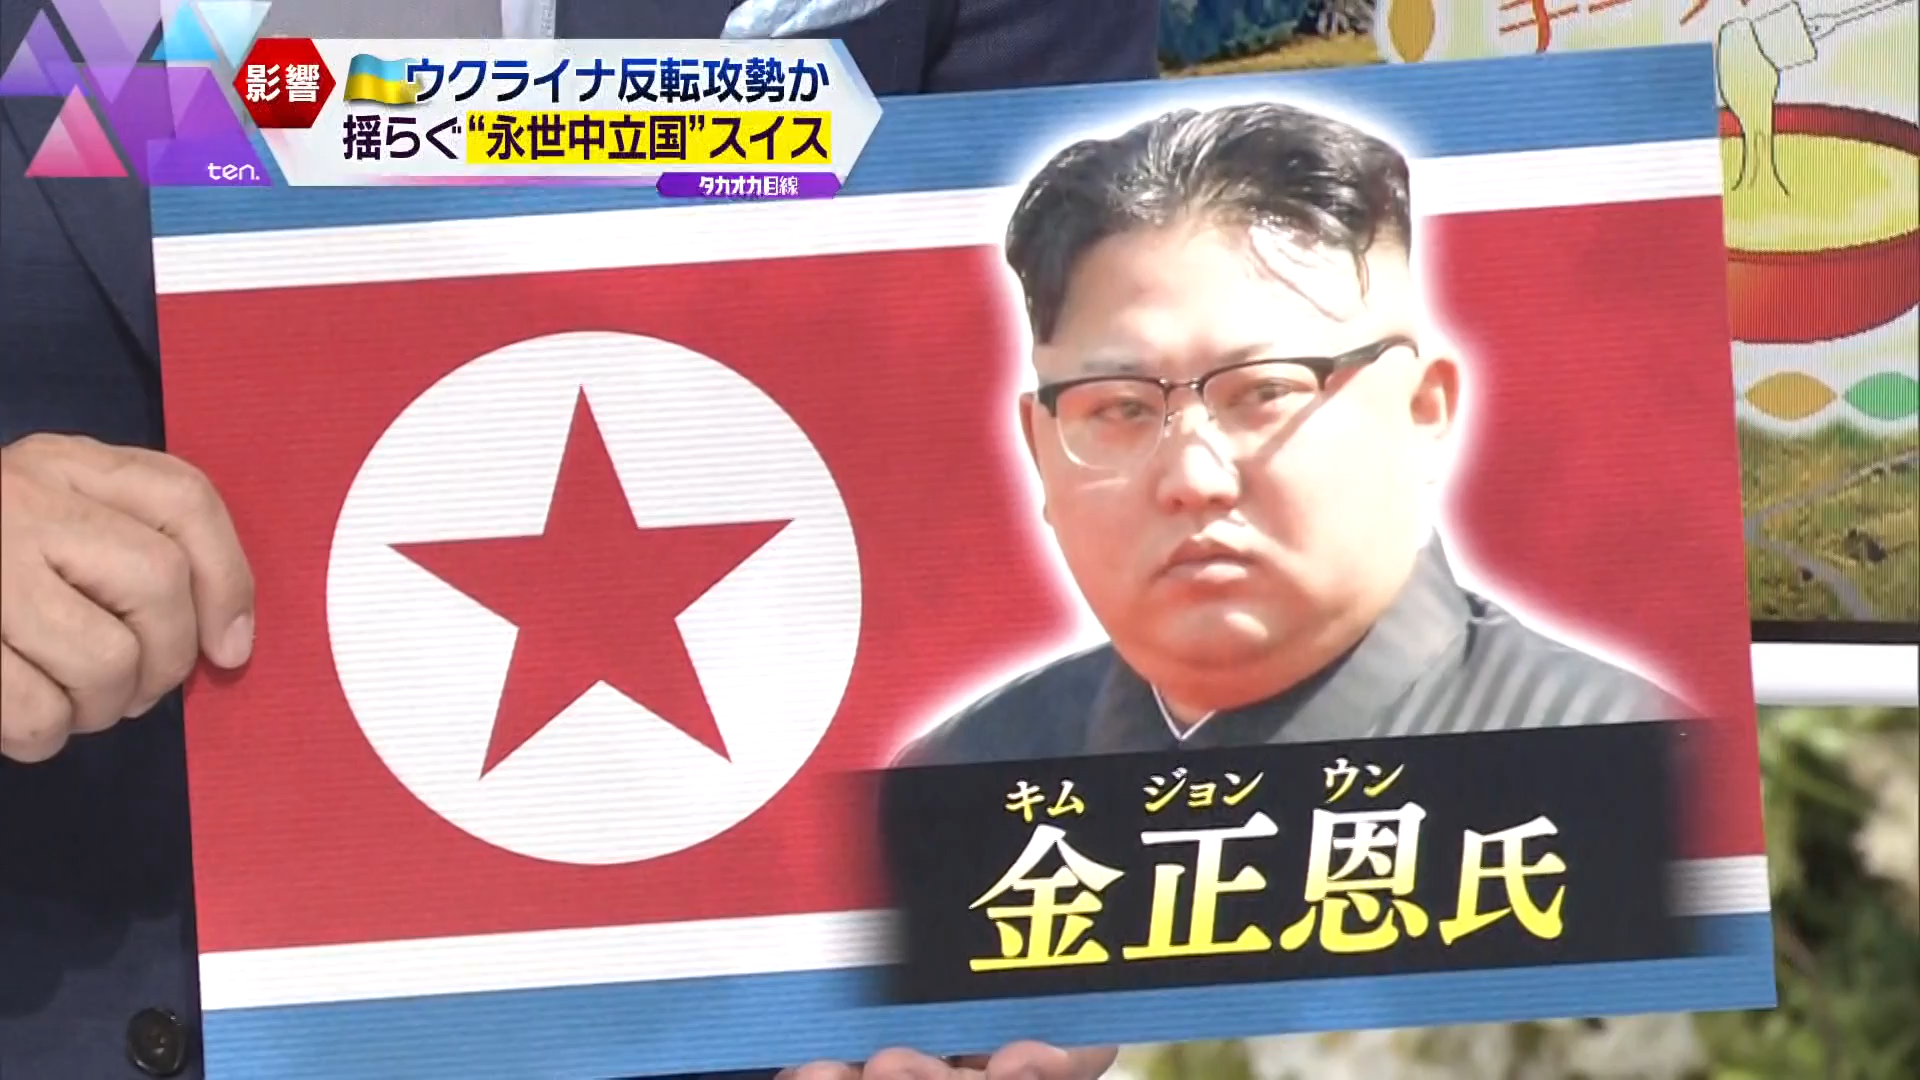 影響
ウクライナ反転攻勢か
揺らぐ“永世中立国”スイス
タカオカ目線
ten.
キム ジョン ウン
金正恩氏